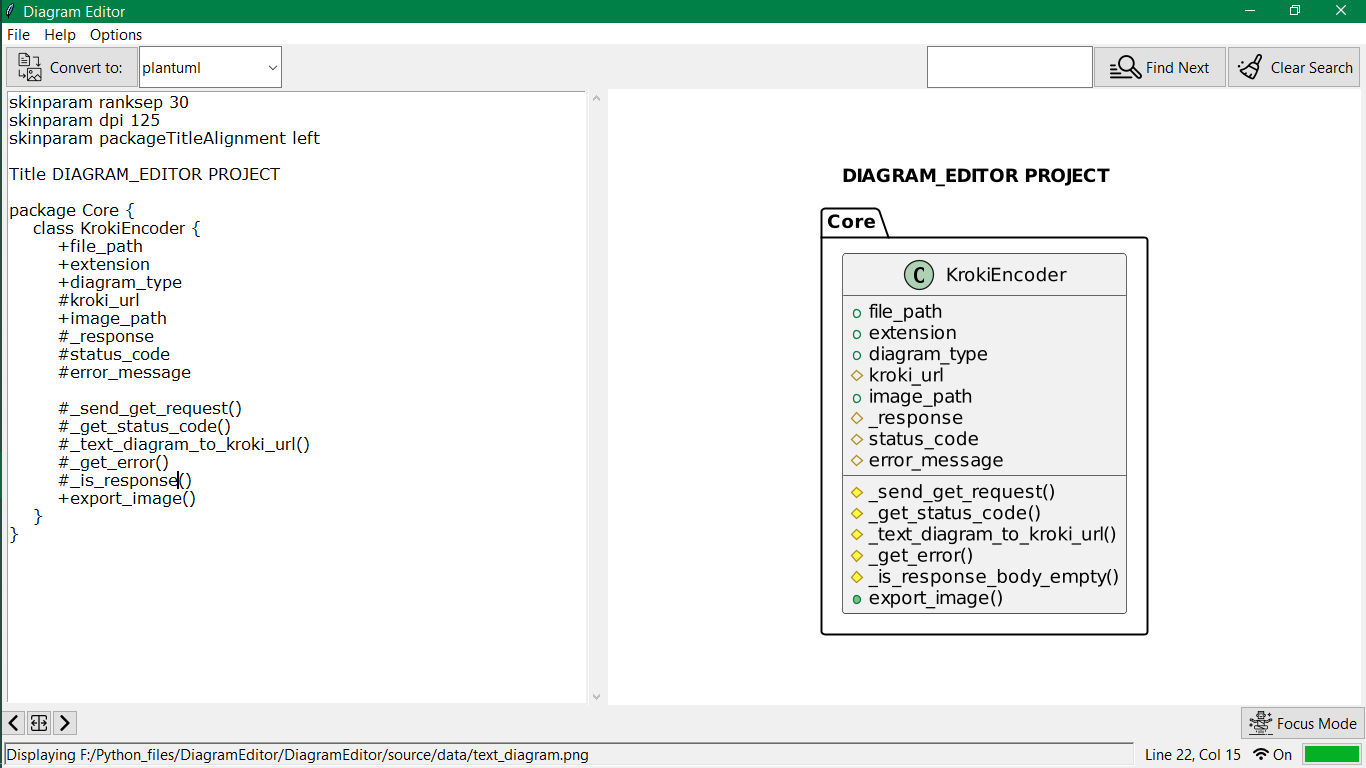 Diagram Editor
File Help Options
Convert to: plantuml Find Next Clear Search
skinparam ranksep 30
skinparam dpi 125
skinparam packageTitleAlignment left
Title DIAGRAM_EDITOR PROJECT
package Core {
class KrokiEncoder {
+file_path
+extension
+diagram_type
#kroki_url
+image_path
#_response
#status_code
#error_message
#_send_get_request()
#_get_status_code()
#_text_diagram_to_kroki_url()
#_get_error()
#_is_response()
+export_image()
}
}
DIAGRAM_EDITOR PROJECT
Core
C KrokiEncoder
file_path
extension
diagram_type
kroki_url
image_path
_response
status_code
error_message
_send_get_request()
_get_status_code()
_text_diagram_to_kroki_url()
_get_error()
_is_response_body_empty()
export_image()
Focus Mode
Displaying F:/Python_files/DiagramEditor/DiagramEditor/source/data/text_diagram.png Line 22, Col 15 On